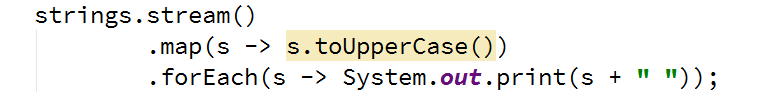 strings.stream()
.map(s -> s.toUpperCase())
.forEach(s -> System.out.print(s + " "));